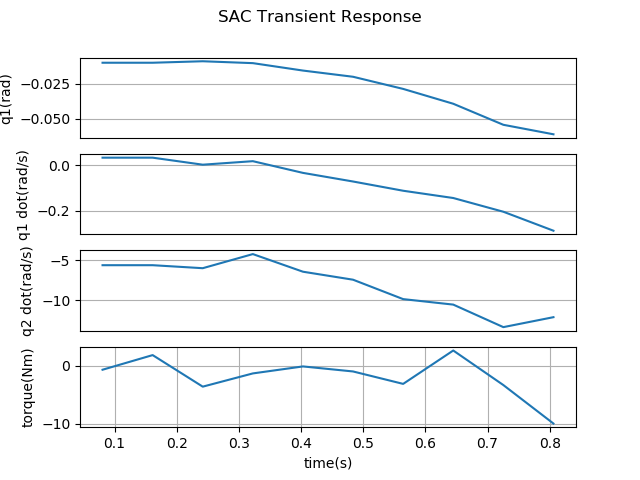 SAC Transient Response
q1(rad)
−0.025
−0.050
q1 dot(rad/s)
0.0
−0.2
q2 dot(rad/s)
−5
−10
torque(Nm)
0
−10
0.1 0.2 0.3 0.4 0.5 0.6 0.7 0.8
time(s)